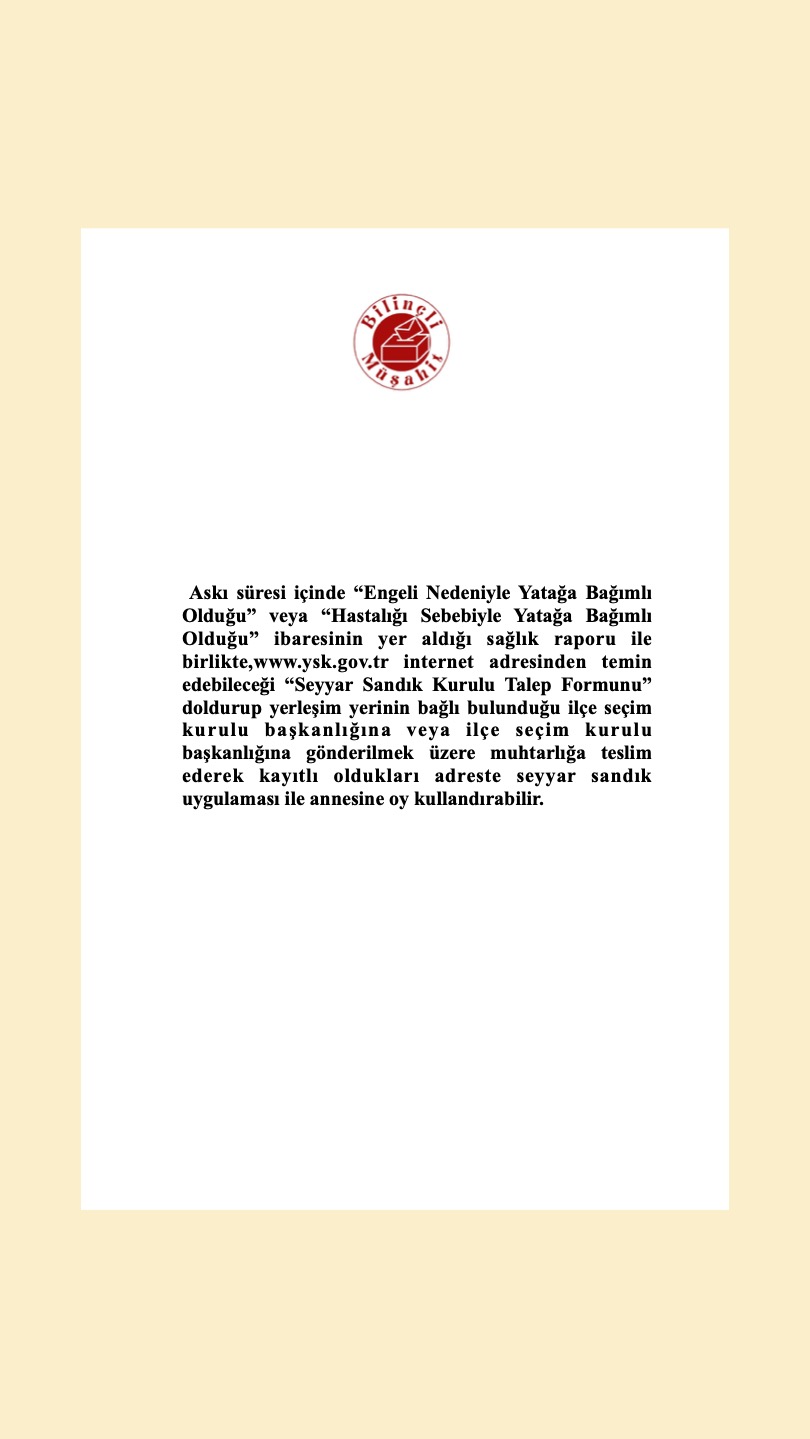 Bilinçli
Müşahit
Askı süresi içinde “Engeli Nedeniyle Yatağa Bağımlı
Olduğu” veya “Hastalığı Sebebiyle Yatağa Bağımlı
Olduğu” ibaresinin yer aldığı sağlık raporu ile
birlikte,www.ysk.gov.tr internet adresinden temin
edebileceği “Seyyar Sandık Kurulu Talep Formunu”
doldurup yerleşim yerinin bağlı bulunduğu ilçe seçim
kurulu başkanlığına veya ilçe seçim kurulu
başkanlığına gönderilmek üzere muhtarlığa teslim
ederek kayıtlı oldukları adreste seyyar sandık
uygulaması ile annesine oy kullandırabilir.